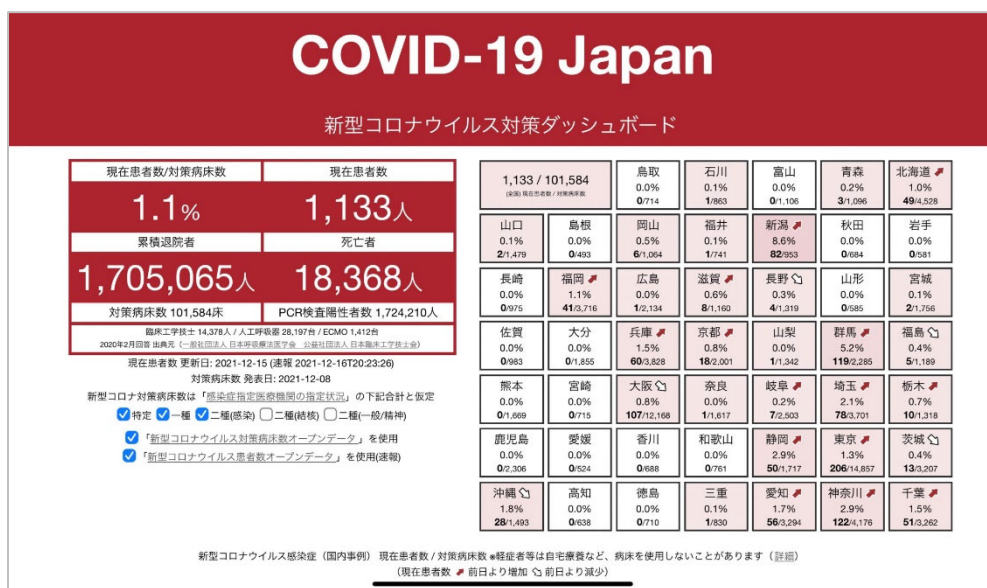 COVID-19 Japan
新型コロナウイルス対策ダッシュボード
現在患者数/対策病床数
現在患者数
1.1%
1,133人
累積退院者
死亡者
1,705,065人
18,368人
対策病床数 101,584床
PCR検査陽性者数 1,724,210人
臨床工学技士 14,378人 / 人工呼吸器 28,197台 / ECMO 1,412台
2020年2月回答 出典元 (一般社団法人 日本呼吸療法医学会 公益社団法人 日本臨床工学技士会)
現在患者数 更新日: 2021-12-15 (速報 2021-12-16T20:23:26)
対策病床数 発表日: 2021-12-08
新型コロナ対策病床数は「感染症指定医療機関の指定状況」の下記合計と仮定
特定 一種 二種(感染) 二種(結核) 二種(一般/精神)
「新型コロナウイルス対策病床数オープンデータ」を使用
「新型コロナウイルス患者数オープンデータ」を使用(速報)
1,133 / 101,584
(全国) 現在患者数 / 対策病床数
鳥取
0.0%
0/714
石川
0.1%
1/863
富山
0.0%
0/1,106
青森
0.2%
3/1,096
北海道
1.0%
49/4,528
山口
0.1%
2/1,479
島根
0.0%
0/493
岡山
0.5%
6/1,064
福井
0.1%
1/741
新潟
8.6%
82/953
秋田
0.0%
0/684
岩手
0.0%
0/581
長崎
0.0%
0/975
福岡
1.1%
41/3,716
広島
0.0%
1/2,134
滋賀
0.6%
8/1,160
長野
0.3%
4/1,319
山形
0.0%
0/585
宮城
0.1%
2/1,756
佐賀
0.0%
0/983
大分
0.0%
0/1,855
兵庫
1.5%
60/3,828
京都
0.8%
18/2,001
山梨
0.0%
1/1,342
群馬
5.2%
119/2,285
福島
0.4%
5/1,189
熊本
0.0%
0/1,669
宮崎
0.0%
0/715
大阪
0.8%
107/12,168
奈良
0.0%
1/1,617
岐阜
0.2%
7/2,503
埼玉
2.1%
78/3,701
栃木
0.7%
10/1,318
鹿児島
0.0%
0/2,306
愛媛
0.0%
0/524
香川
0.0%
0/688
和歌山
0.0%
0/761
静岡
2.9%
50/1,717
東京
1.3%
206/14,857
茨城
0.4%
13/3,207
沖縄
1.8%
28/1,493
高知
0.0%
0/638
徳島
0.0%
0/710
三重
0.1%
1/830
愛知
1.7%
56/3,294
神奈川
2.9%
122/4,176
千葉
1.5%
51/3,262
新型コロナウイルス感染症(国内事例) 現在患者数 / 対策病床数 ※軽症者等は自宅療養など、病床を使用しないことがあります(詳細)
(現在患者数 前日より増加 前日より減少)